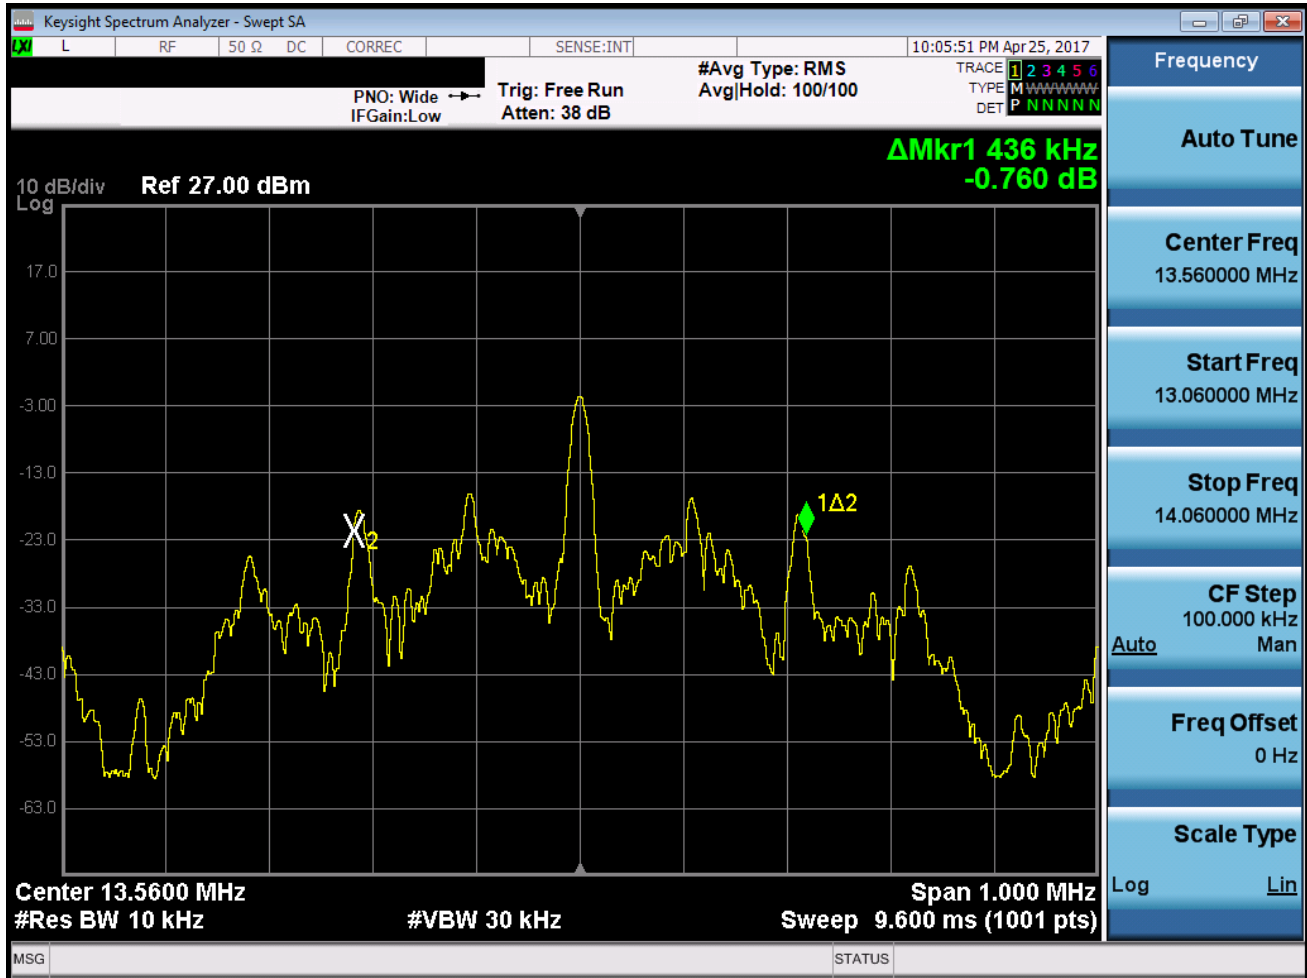 Keysight Spectrum Analyzer - Swept SA
LXI L RF 50 Ω DC CORREC SENSE:INT 10:05:51 PM Apr 25, 2017
PNO: Wide
IFGain:Low
Trig: Free Run
Atten: 38 dB
#Avg Type: RMS
Avg|Hold: 100/100
TRACE 1 2 3 4 5 6
TYPE M W W W W W
DET P N N N N N
ΔMkr1 436 kHz
-0.760 dB
10 dB/div Ref 27.00 dBm
Log
17.0
7.00
-3.00
-13.0
-23.0
-33.0
-43.0
-53.0
-63.0
X2
1Δ2
Center 13.5600 MHz Span 1.000 MHz
#Res BW 10 kHz #VBW 30 kHz Sweep 9.600 ms (1001 pts)
MSG STATUS
Frequency
Auto Tune
Center Freq
13.560000 MHz
Start Freq
13.060000 MHz
Stop Freq
14.060000 MHz
CF Step
100.000 kHz
Auto Man
Freq Offset
0 Hz
Scale Type
Log Lin